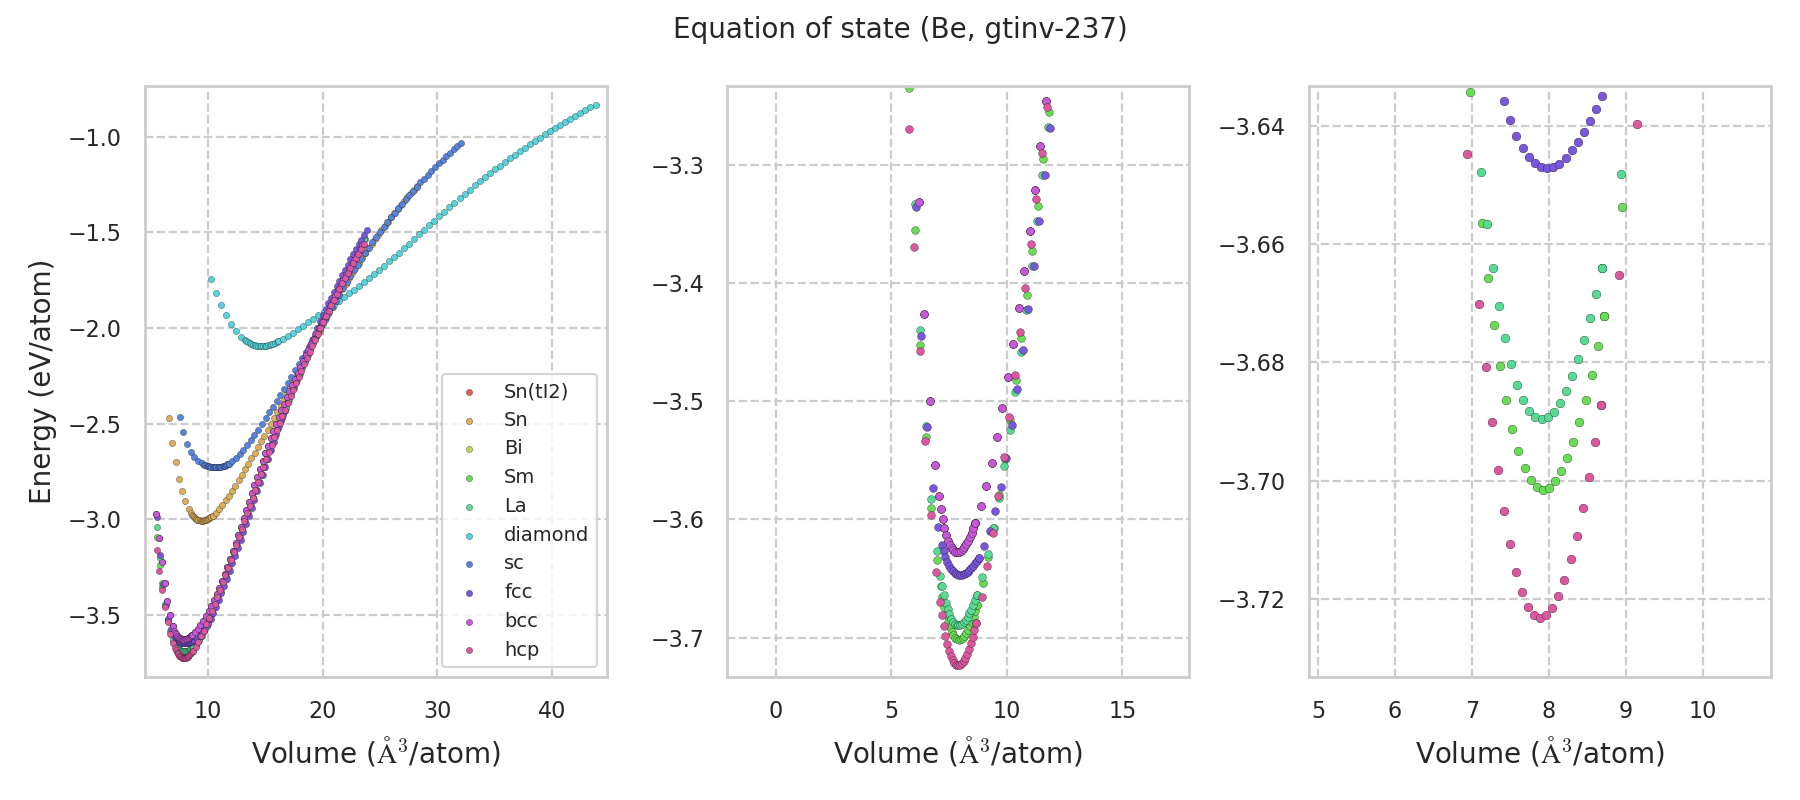 Equation of state (Be, gtinv-237)
Energy (eV/atom)
−1.0
−1.5
−2.0
−2.5
−3.0
−3.5
10
20
30
40
Volume (Å³/atom)
Sn(tI2)
Sn
Bi
Sm
La
diamond
sc
fcc
bcc
hcp
−3.3
−3.4
−3.5
−3.6
−3.7
0
5
10
15
Volume (Å³/atom)
−3.64
−3.66
−3.68
−3.70
−3.72
5
6
7
8
9
10
Volume (Å³/atom)